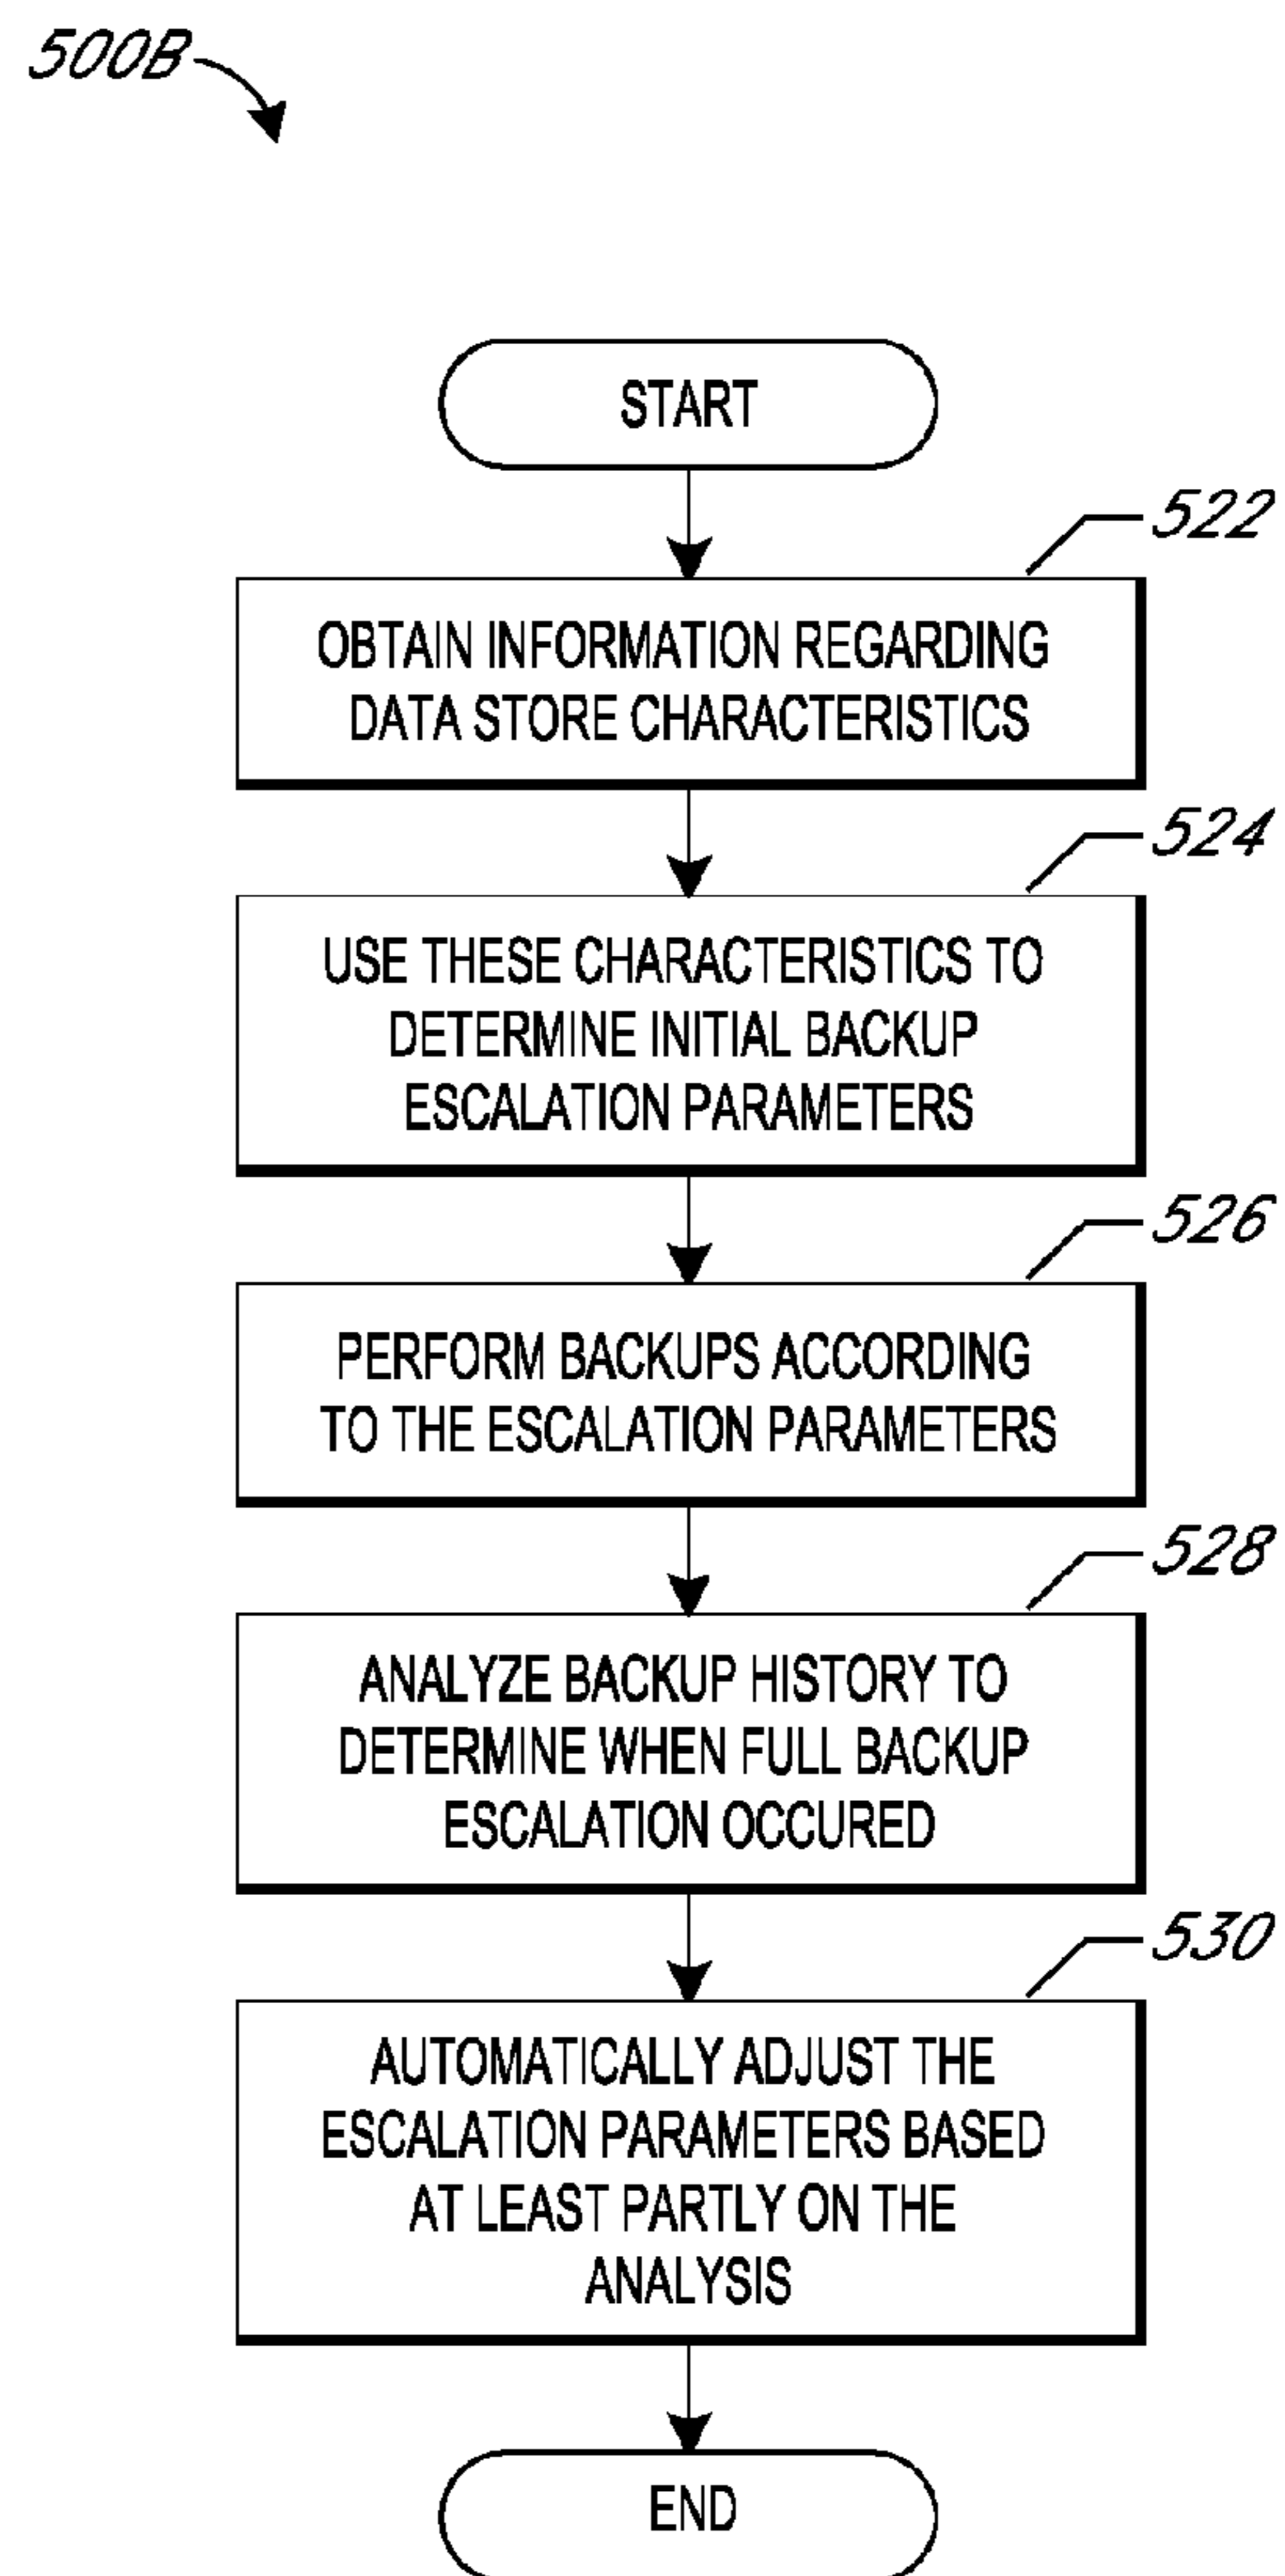 500B
START
522
OBTAIN INFORMATION REGARDING
DATA STORE CHARACTERISTICS
524
USE THESE CHARACTERISTICS TO
DETERMINE INITIAL BACKUP
ESCALATION PARAMETERS
526
PERFORM BACKUPS ACCORDING
TO THE ESCALATION PARAMETERS
528
ANALYZE BACKUP HISTORY TO
DETERMINE WHEN FULL BACKUP
ESCALATION OCCURED
530
AUTOMATICALLY ADJUST THE
ESCALATION PARAMETERS BASED
AT LEAST PARTLY ON THE
ANALYSIS
END